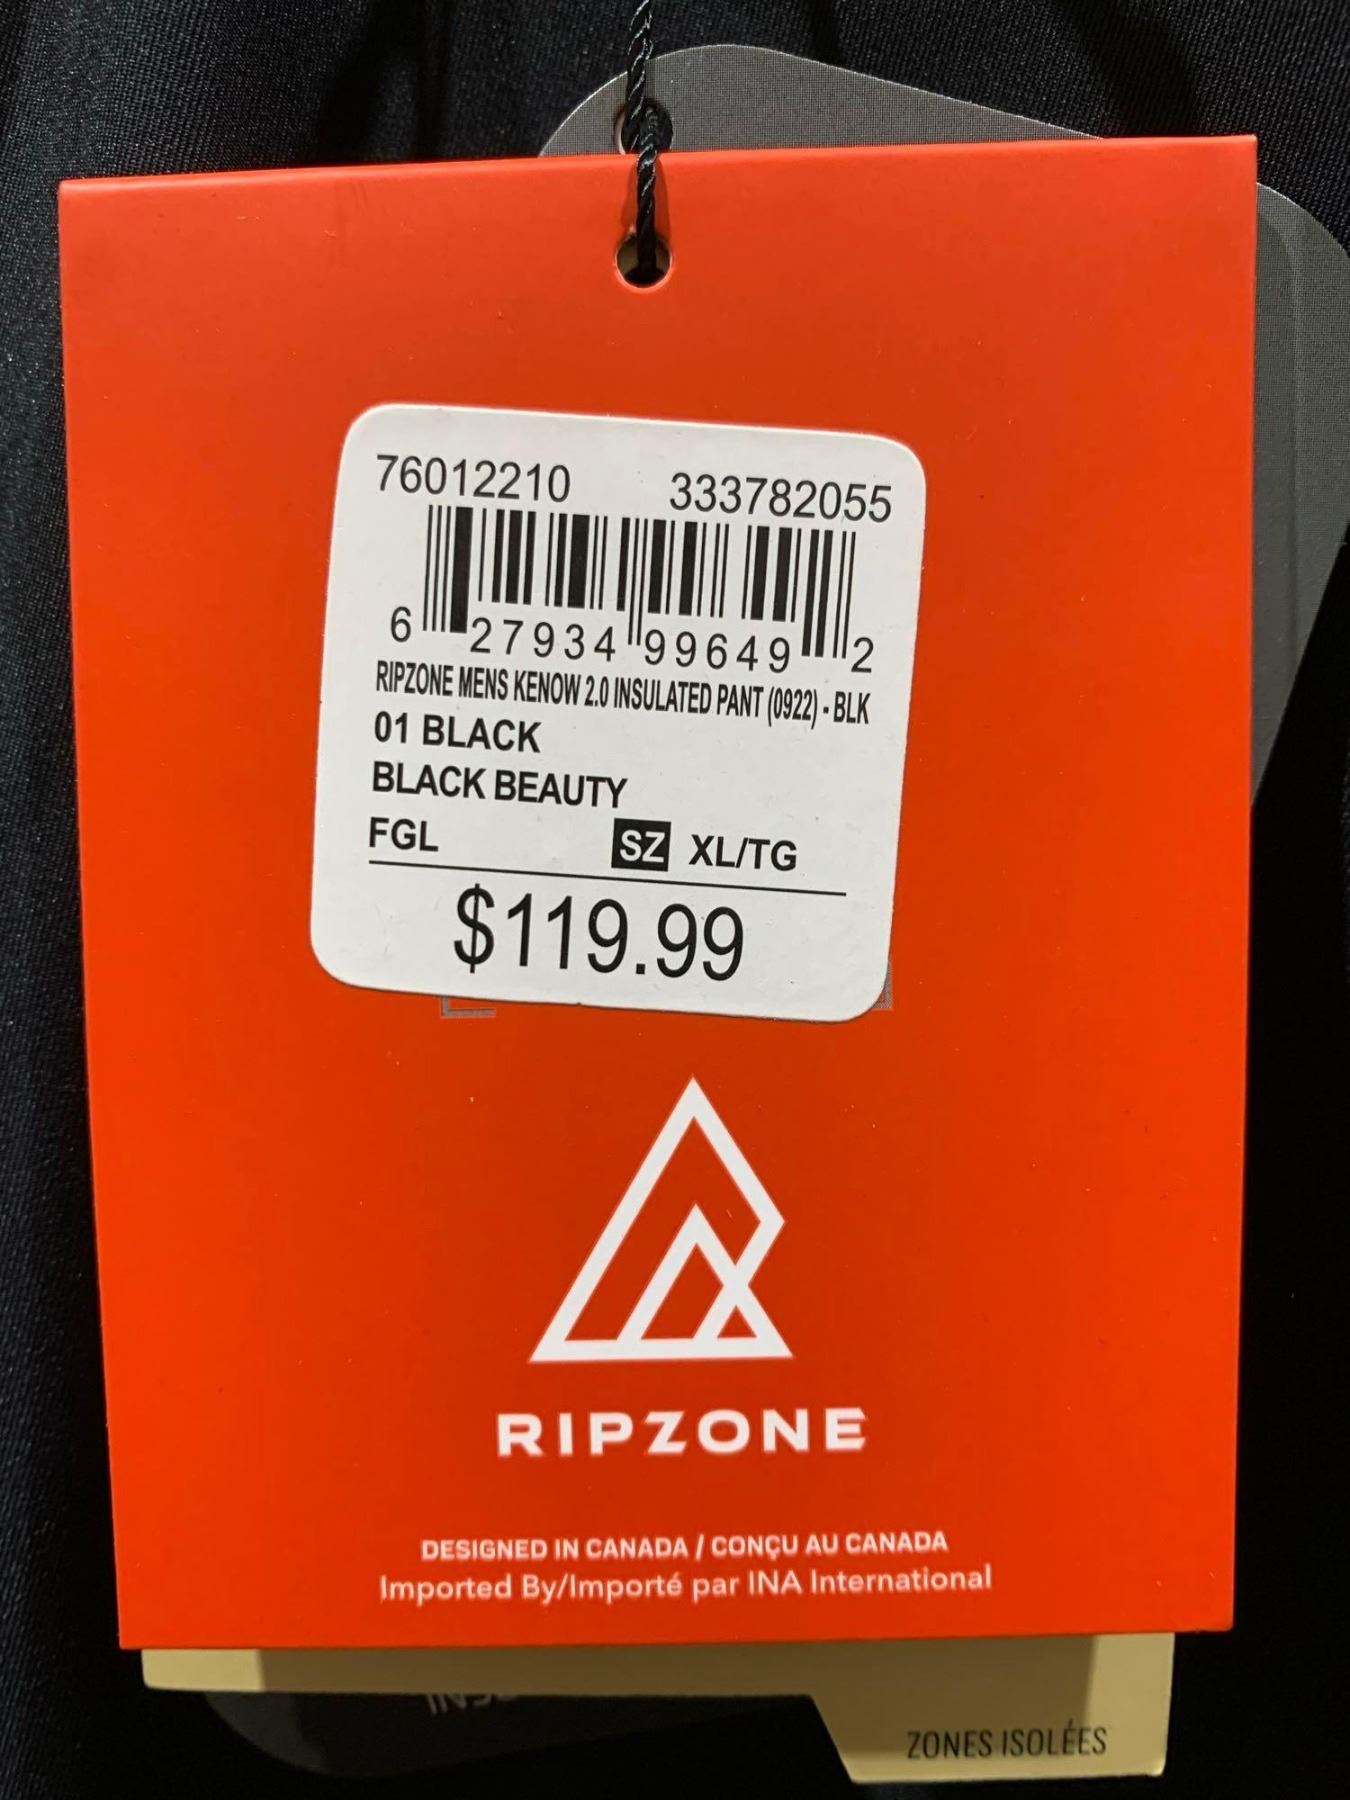 76012210 333782055
6 27934 99649 2
RIPZONE MENS KENOW 2.0 INSULATED PANT (0922) - BLK
01 BLACK
BLACK BEAUTY
FGL SZ XL/TG
$119.99
RIPZONE
DESIGNED IN CANADA / CONÇU AU CANADA
Imported By/Importé par INA International
ZONES ISOLÉES